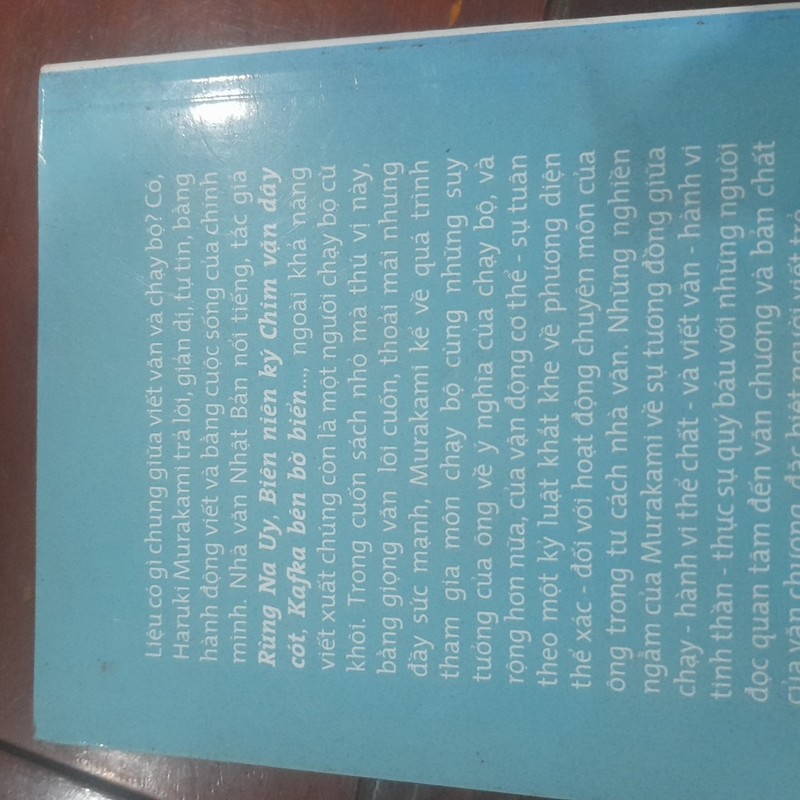 Liệu có gì chung giữa viết văn và chạy bộ? Có,
Haruki Murakami trả lời, giản dị, tự tin, bằng
hành động viết và bằng cuộc sống của chính
mình. Nhà văn Nhật Bản nổi tiếng, tác giả
Rừng Na Uy, Biên niên ký Chim vặn dây
cót, Kafka bên bờ biển..., ngoài khả năng
viết xuất chúng còn là một người chạy bộ cừ
khôi. Trong cuốn sách nhỏ mà thú vị này,
bằng giọng văn lôi cuốn, thoải mái nhưng
đầy sức mạnh, Murakami kể về quá trình
tham gia môn chạy bộ cùng những suy
tưởng của ông về ý nghĩa của chạy bộ, và
rộng hơn nữa, của vận động cơ thể - sự tuân
theo một kỷ luật khắt khe về phương diện
thể xác - đối với hoạt động chuyên môn của
ông trong tư cách nhà văn. Những nghiền
ngẫm của Murakami về sự tương đồng giữa
chạy - hành vi thể chất - và viết văn - hành vi
tinh thần - thực sự quý báu với những người
đọc quan tâm đến văn chương và bản chất
của văn chương, đặc biệt người viết trẻ.